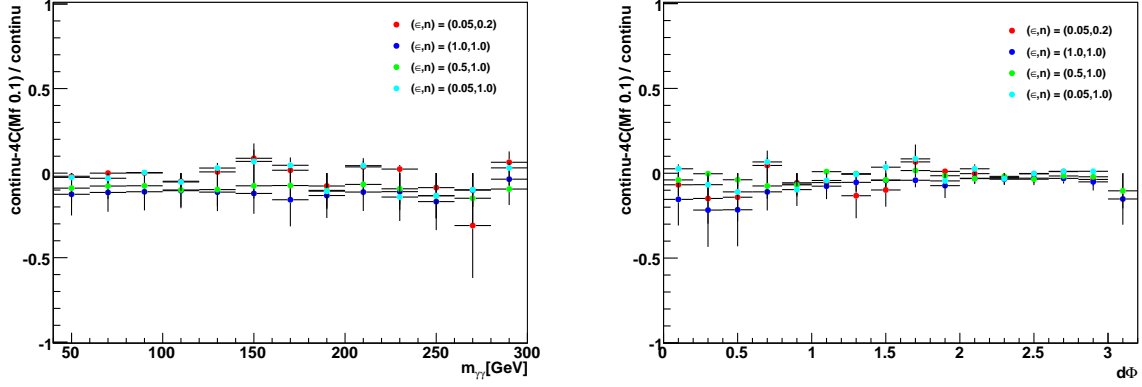 continu-4C(Mf 0.1) / continu
1
0.5
0
-0.5
-1
(∈,n) = (0.05,0.2)
(∈,n) = (1.0,1.0)
(∈,n) = (0.5,1.0)
(∈,n) = (0.05,1.0)
50 100 150 200 250 300
mγγ[GeV]
continu-4C(Mf 0.1) / continu
1
0.5
0
-0.5
-1
(∈,n) = (0.05,0.2)
(∈,n) = (1.0,1.0)
(∈,n) = (0.5,1.0)
(∈,n) = (0.05,1.0)
0 0.5 1 1.5 2 2.5 3
dΦ